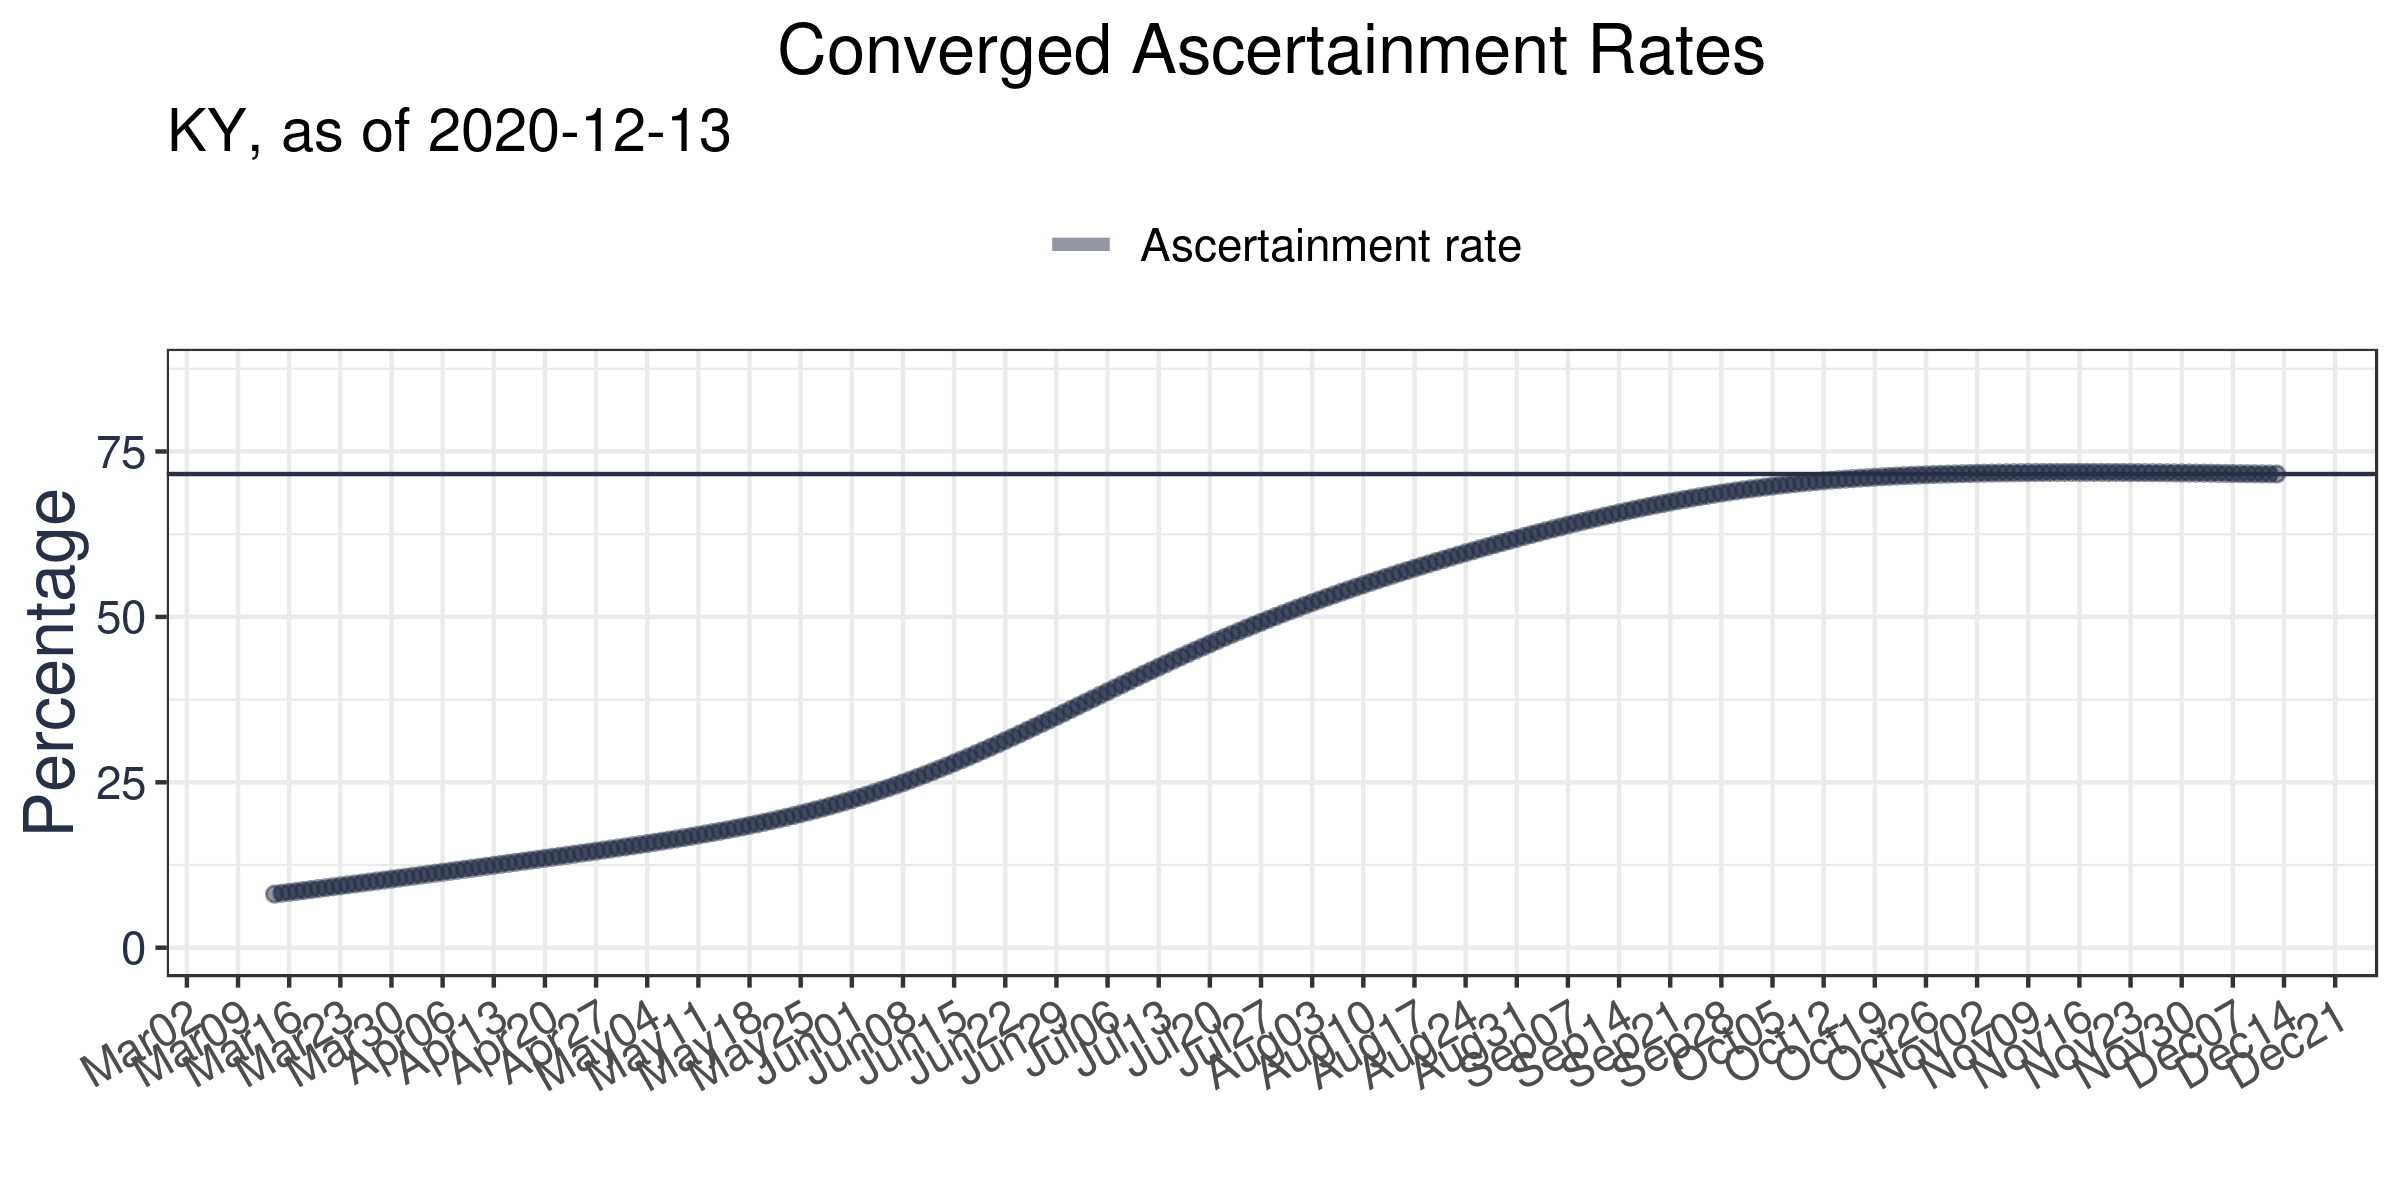 Converged Ascertainment Rates
KY, as of 2020-12-13
Ascertainment rate
Percentage
75
50
25
0
Mar02
Mar09
Mar16
Mar23
Mar30
Apr06
Apr13
Apr20
Apr27
May04
May11
May18
May25
Jun01
Jun08
Jun15
Jun22
Jun29
Jul06
Jul13
Jul20
Jul27
Aug03
Aug10
Aug17
Aug24
Aug31
Sep07
Sep14
Sep21
Sep28
Oct05
Oct12
Oct19
Oct26
Nov02
Nov09
Nov16
Nov23
Nov30
Dec07
Dec14
Dec21